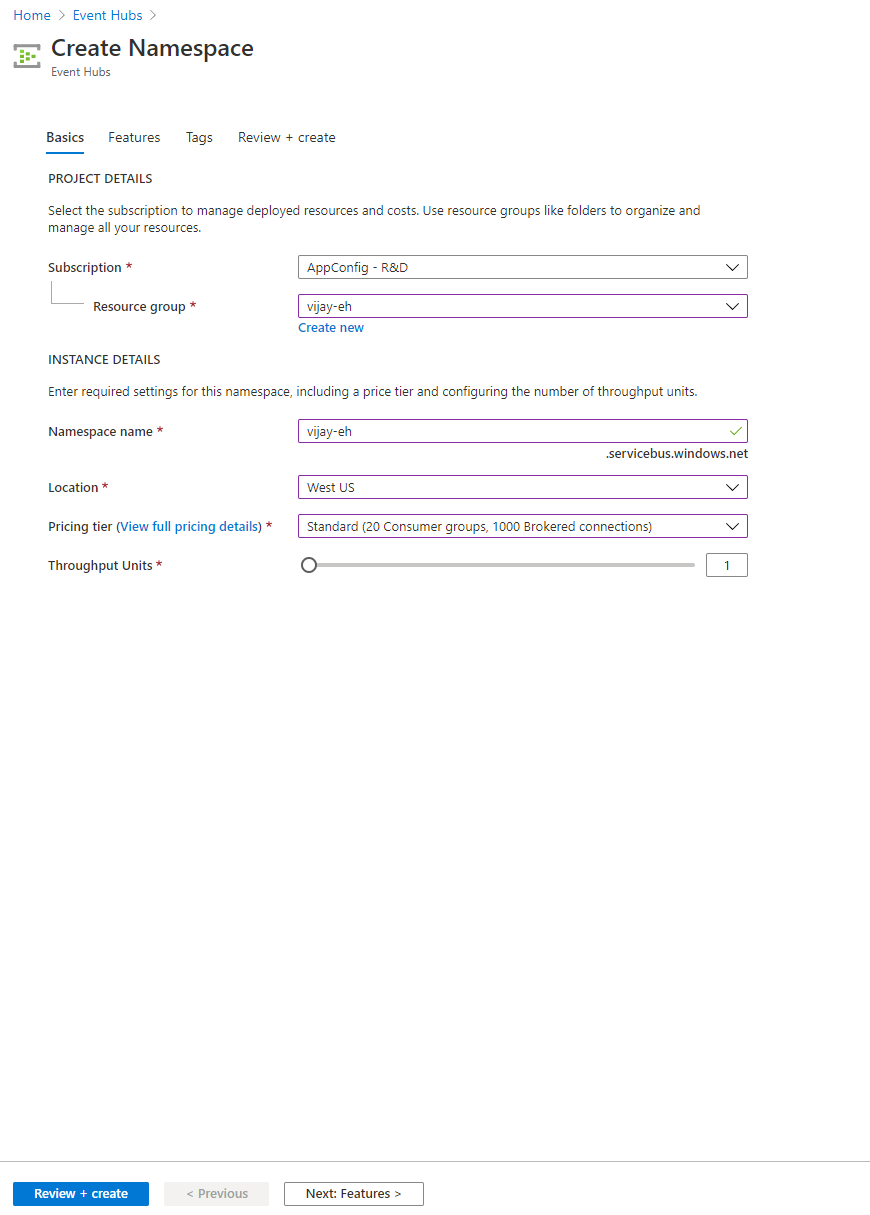 Home > Event Hubs >
Create Namespace
Event Hubs
Basics Features Tags Review + create
PROJECT DETAILS
Select the subscription to manage deployed resources and costs. Use resource groups like folders to organize and
manage all your resources.
Subscription * AppConfig - R&D
Resource group * vijay-eh
Create new
INSTANCE DETAILS
Enter required settings for this namespace, including a price tier and configuring the number of throughput units.
Namespace name * vijay-eh
.servicebus.windows.net
Location * West US
Pricing tier (View full pricing details) * Standard (20 Consumer groups, 1000 Brokered connections)
Throughput Units * 1
Review + create < Previous Next: Features >